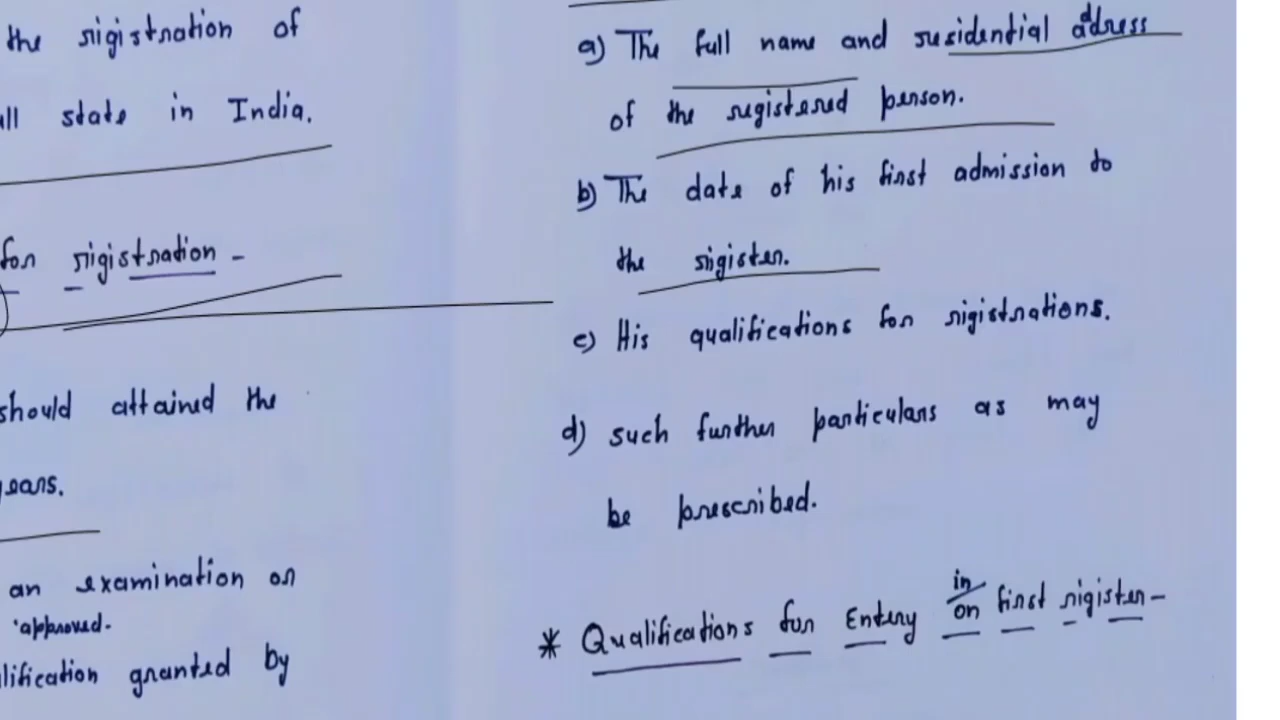 the rigistration of
all state in India.
for rigistration -
should attained the
years.
an examination or
approved.
lification granted by
a) The full name and residential adress
d
of the registered person.
b) The date of his first admission to
the rigister.
c) His qualifications for rigistrations.
d) such further particulars as may
be prescribed.
in
* Qualifications for Entery on first rigister-